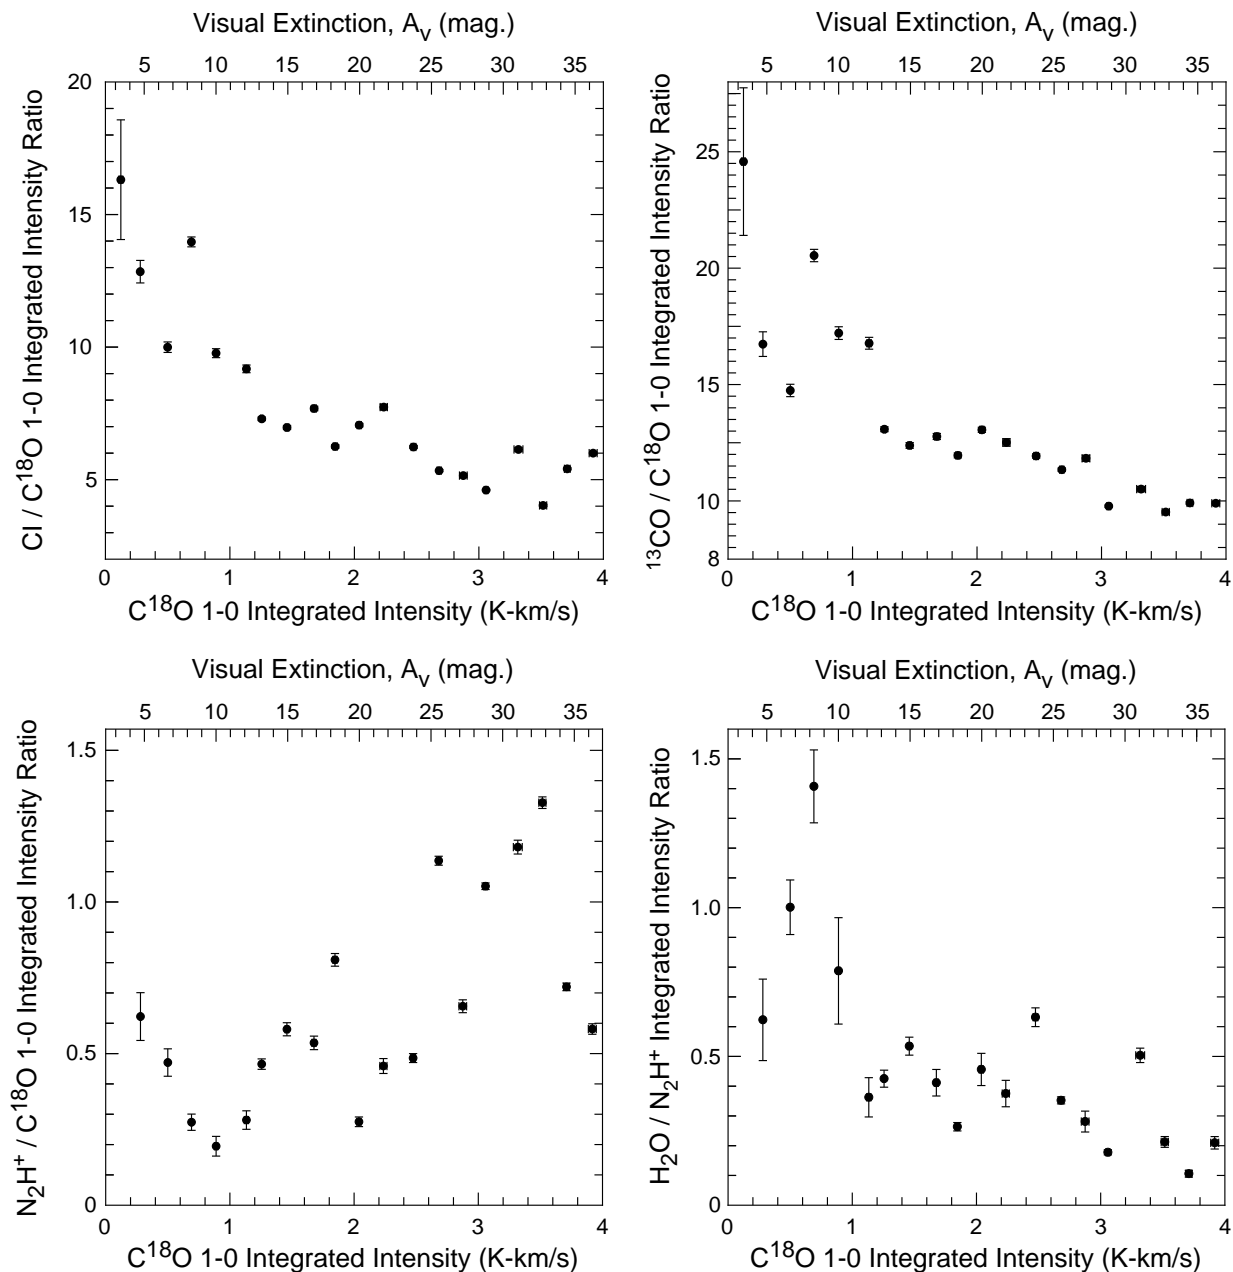 Visual Extinction, Aᵥ (mag.)
5 10 15 20 25 30 35
20
15
10
5
CI / C¹⁸O 1-0 Integrated Intensity Ratio
0 1 2 3 4
C¹⁸O 1-0 Integrated Intensity (K-km/s)
Visual Extinction, Aᵥ (mag.)
5 10 15 20 25 30 35
25
20
15
10
8
¹³CO / C¹⁸O 1-0 Integrated Intensity Ratio
0 1 2 3 4
C¹⁸O 1-0 Integrated Intensity (K-km/s)
Visual Extinction, Aᵥ (mag.)
5 10 15 20 25 30 35
1.5
1.0
0.5
0
N₂H⁺ / C¹⁸O 1-0 Integrated Intensity Ratio
0 1 2 3 4
C¹⁸O 1-0 Integrated Intensity (K-km/s)
Visual Extinction, Aᵥ (mag.)
5 10 15 20 25 30 35
1.5
1.0
0.5
0
H₂O / N₂H⁺ Integrated Intensity Ratio
0 1 2 3 4
C¹⁸O 1-0 Integrated Intensity (K-km/s)